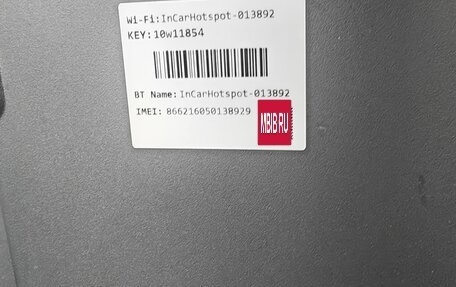 Wi-Fi:InCarHotspot-013892
KEY:10w11854
BT Name:InCarHotspot-013892
IMEI: 866216050138929
MBIB RU